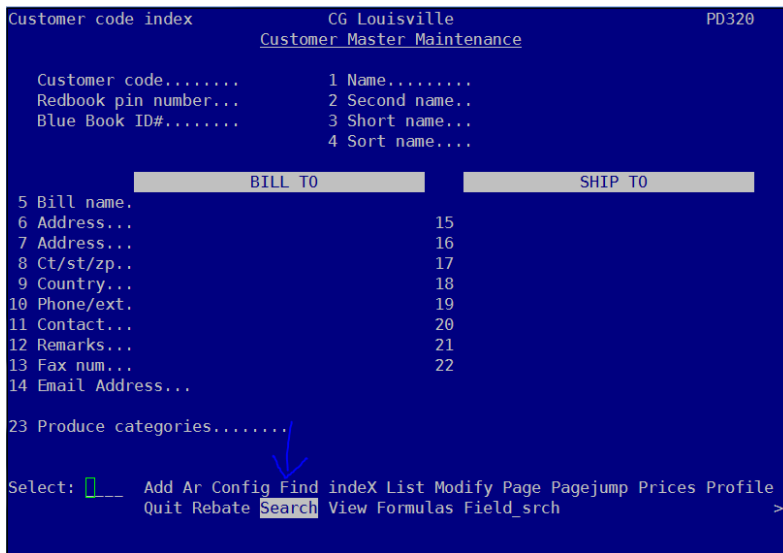 Customer code index CG Louisville PD320
Customer Master Maintenance
Customer code........ 1 Name.........
Redbook pin number... 2 Second name..
Blue Book ID#........ 3 Short name...
4 Sort name....
BILL TO SHIP TO
5 Bill name.
6 Address... 15
7 Address... 16
8 Ct/st/zp.. 17
9 Country... 18
10 Phone/ext. 19
11 Contact... 20
12 Remarks... 21
13 Fax num... 22
14 Email Address...
23 Produce categories........
Select: ____ Add Ar Config Find indeX List Modify Page Pagejump Prices Profile
Quit Rebate Search View Formulas Field_srch >